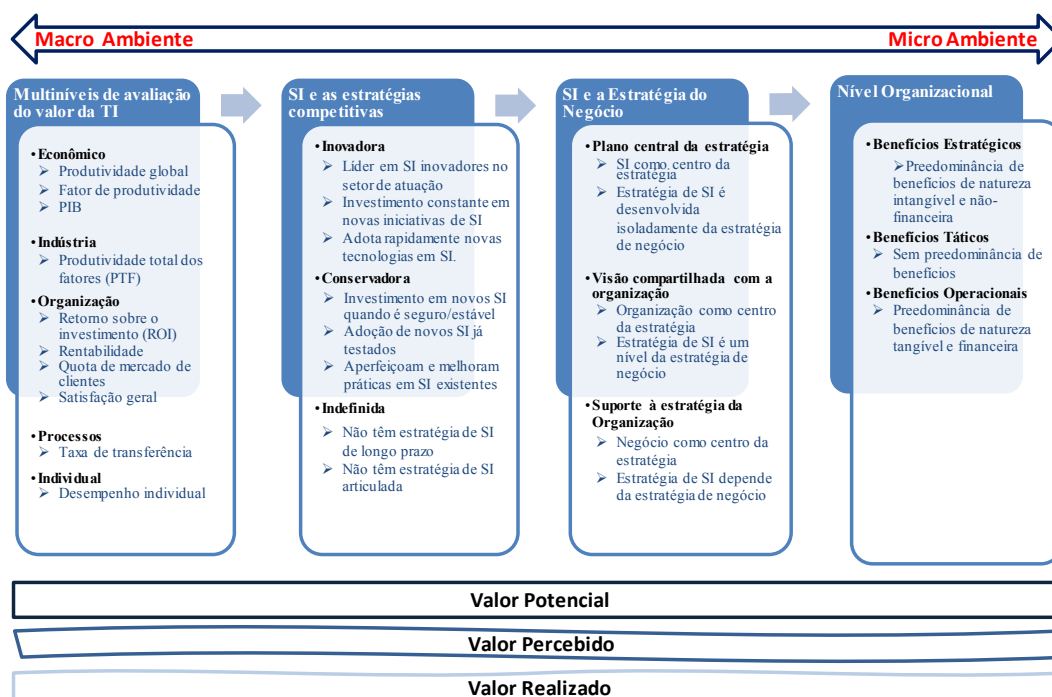 Macro Ambiente
Micro Ambiente
Multiníveis de avaliação
do valor da TI
• Econômico
➢ Produtividade global
➢ Fator de produtividade
➢ PIB
• Indústria
➢ Produtividade total dos
fatores (PTF)
• Organização
➢ Retorno sobre o
investimento (ROI)
➢ Rentabilidade
➢ Quota de mercado de
clientes
➢ Satisfação geral
• Processos
➢ Taxa de transferência
• Individual
➢ Desempenho individual
SI e as estratégias
competitivas
• Inovadora
➢ Líder em SI inovadores no
setor de atuação
➢ Investimento constante em
novas iniciativas de SI
➢ Adota rapidamente novas
tecnologias em SI.
• Conservadora
➢ Investimento em novos SI
quando é seguro/estável
➢ Adoção de novos SI já
testados
➢ Aperfeiçoam e melhoram
práticas em SI existentes
• Indefinida
➢ Não têm estratégia de SI
de longo prazo
➢ Não têm estratégia de SI
articulada
SI e a Estratégia do
Negócio
• Plano central da estratégia
➢ SI como centro da
estratégia
➢ Estratégia de SI é
desenvolvida
isoladamente da estratégia
de negócio
• Visão compartilhada com a
organização
➢ Organização como centro
da estratégia
➢ Estratégia de SI é um
nível da estratégia de
negócio
• Suporte à estratégia da
Organização
➢ Negócio como centro da
estratégia
➢ Estratégia de SI depende
da estratégia de negócio
Nível Organizacional
• Benefícios Estratégicos
➢Preedominância de
benefícios de natureza
intangível e não-
financeira
• Benefícios Táticos
➢ Sem preedominância de
benefícios
• Benefícios Operacionais
➢ Preedominância de
benefícios de natureza
tangível e financeira
Valor Potencial
Valor Percebido
Valor Realizado